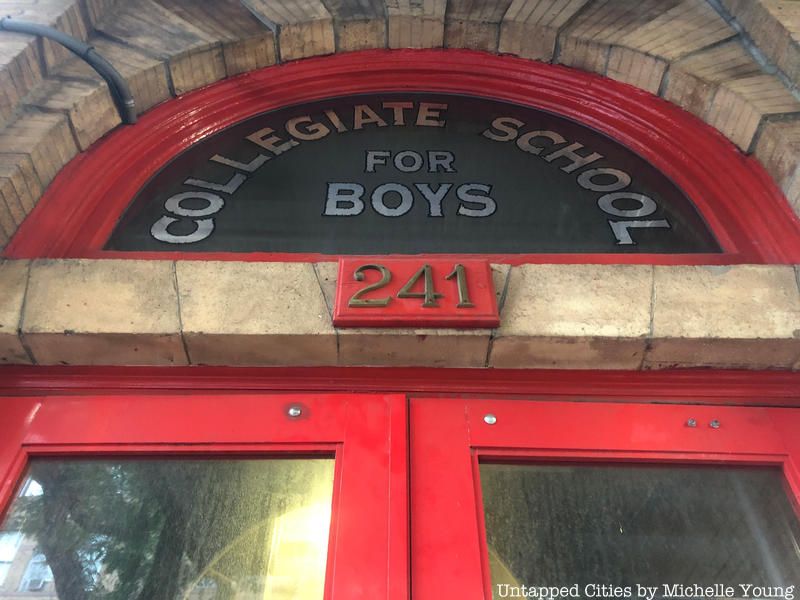 COLLEGIATE SCHOOL
FOR
BOYS
241
Untapped Cities by Michelle Young